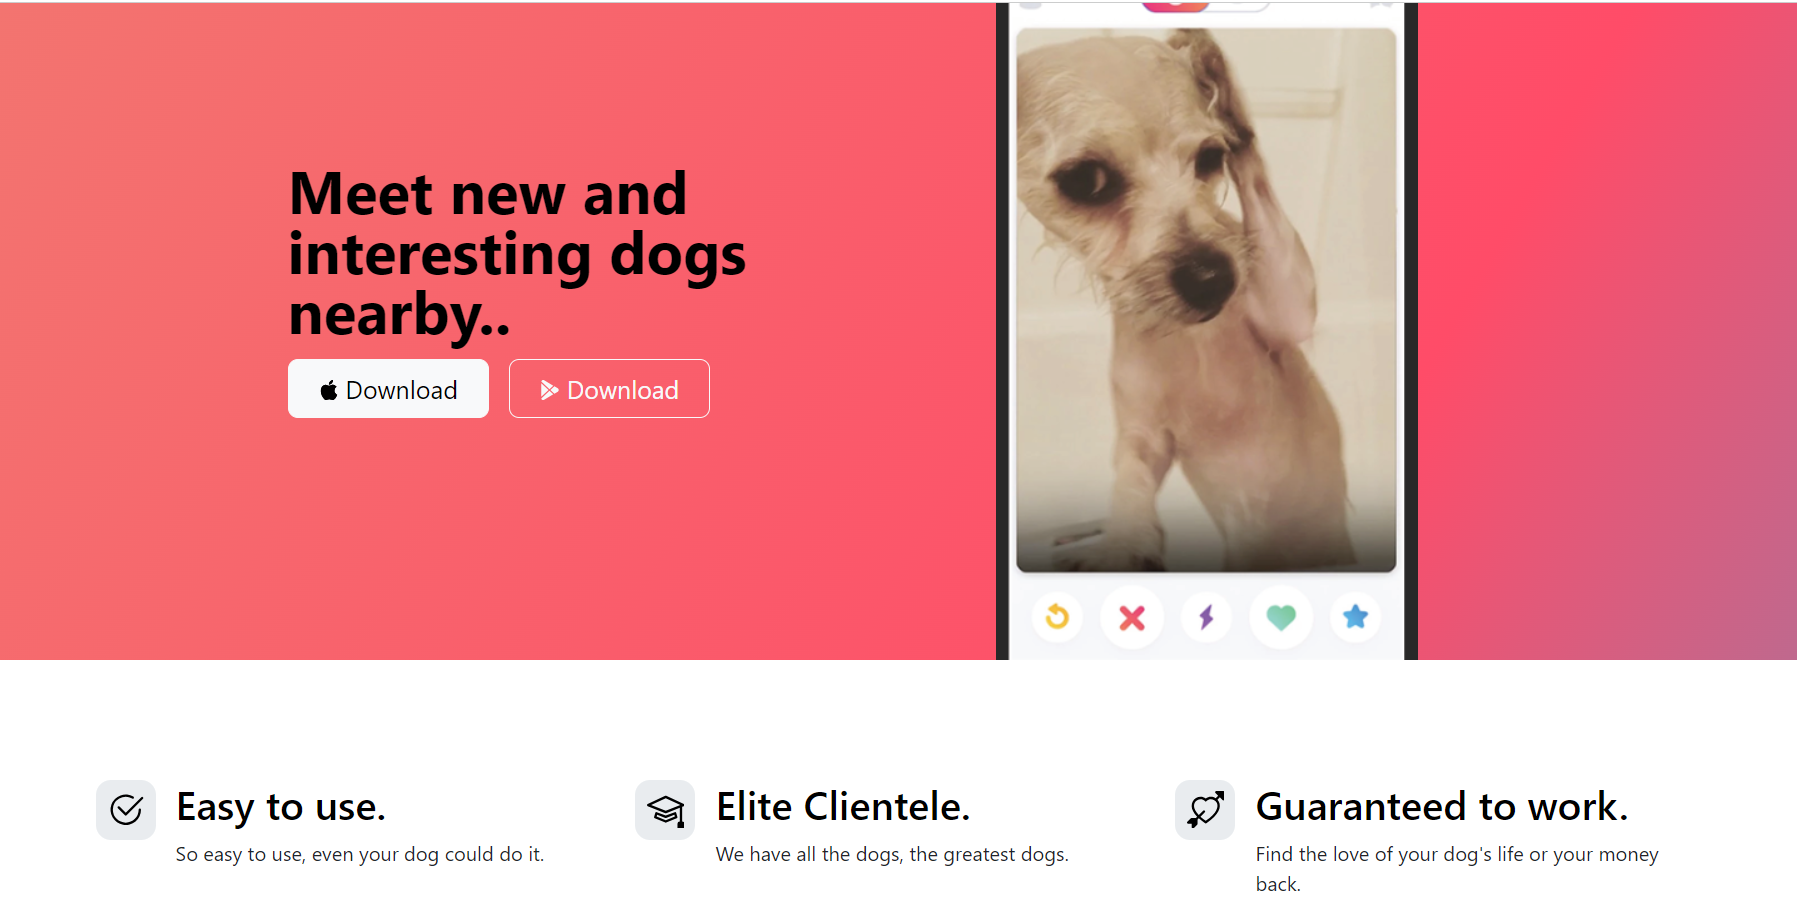 Meet new and
interesting dogs
nearby..
Download
Download
Easy to use.
So easy to use, even your dog could do it.
Elite Clientele.
We have all the dogs, the greatest dogs.
Guaranteed to work.
Find the love of your dog's life or your money
back.